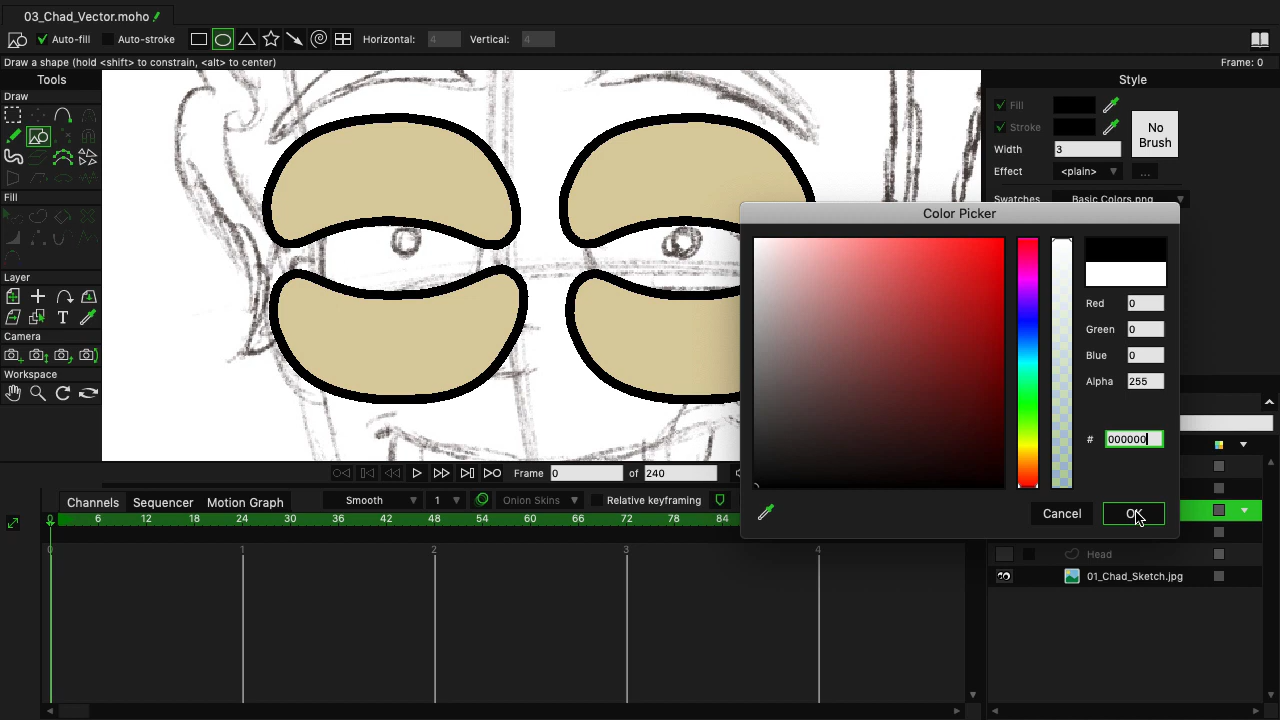 03_Chad_Vector.moho
Auto-fill Auto-stroke Horizontal: 4 Vertical: 4
Draw a shape (hold <shift> to constrain, <alt> to center) Frame: 0
Tools
Draw
Fill
Layer
Camera
Workspace
Style
Fill
Stroke
No Brush
Width 3
Effect <plain> ...
Swatches Basic Colors.png
Color Picker
Red 0
Green 0
Blue 0
Alpha 255
# 000000
Cancel OK
Head
01_Chad_Sketch.jpg
Frame 0 of 240
Channels Sequencer Motion Graph Smooth 1 Onion Skins Relative keyframing
0 6 12 18 24 30 36 42 48 54 60 66 72 78 84
0 1 2 3 4